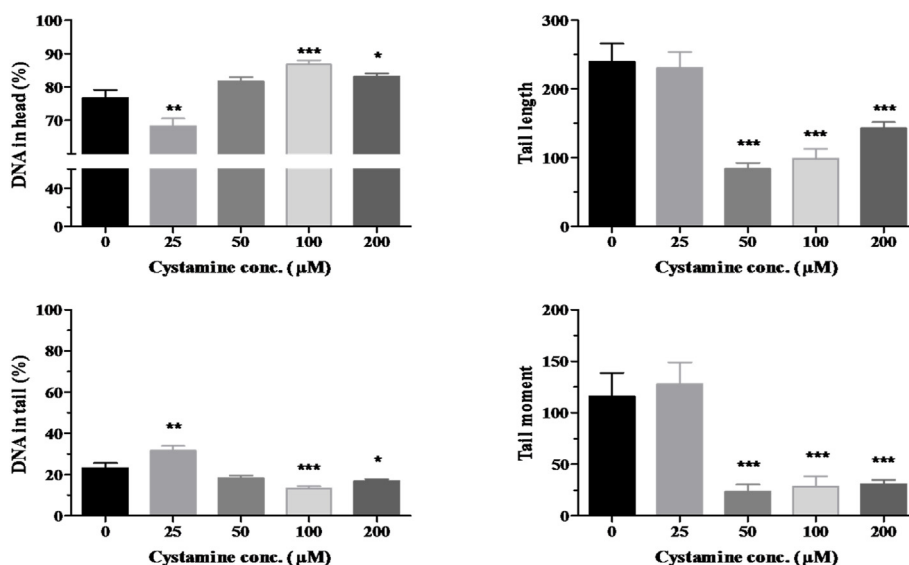 DNA in head (%)
100
90
80
70
40
0
**
***
*
0 25 50 100 200
Cystamine conc. (µM)
Tail length
300
200
100
0
***
***
***
0 25 50 100 200
Cystamine conc. (µM)
DNA in tail (%)
100
80
60
40
20
0
**
***
*
0 25 50 100 200
Cystamine conc. (µM)
Tail moment
200
150
100
50
0
***
***
***
0 25 50 100 200
Cystamine conc. (µM)